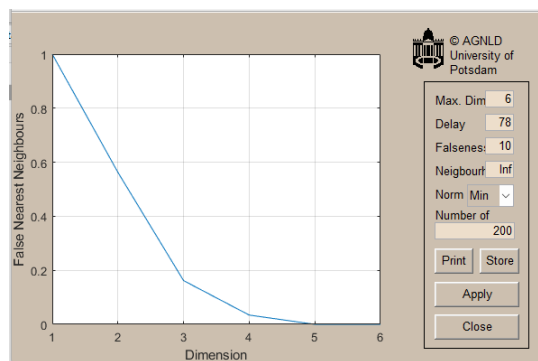 © AGNLD
University of
Potsdam
1
0.8
0.6
0.4
0.2
0
False Nearest Neighbours
1 2 3 4 5 6
Dimension
Max. Dim 6
Delay 78
Falsenes 10
Neigbourh Inf
Norm Min
Number of
200
Print Store
Apply
Close